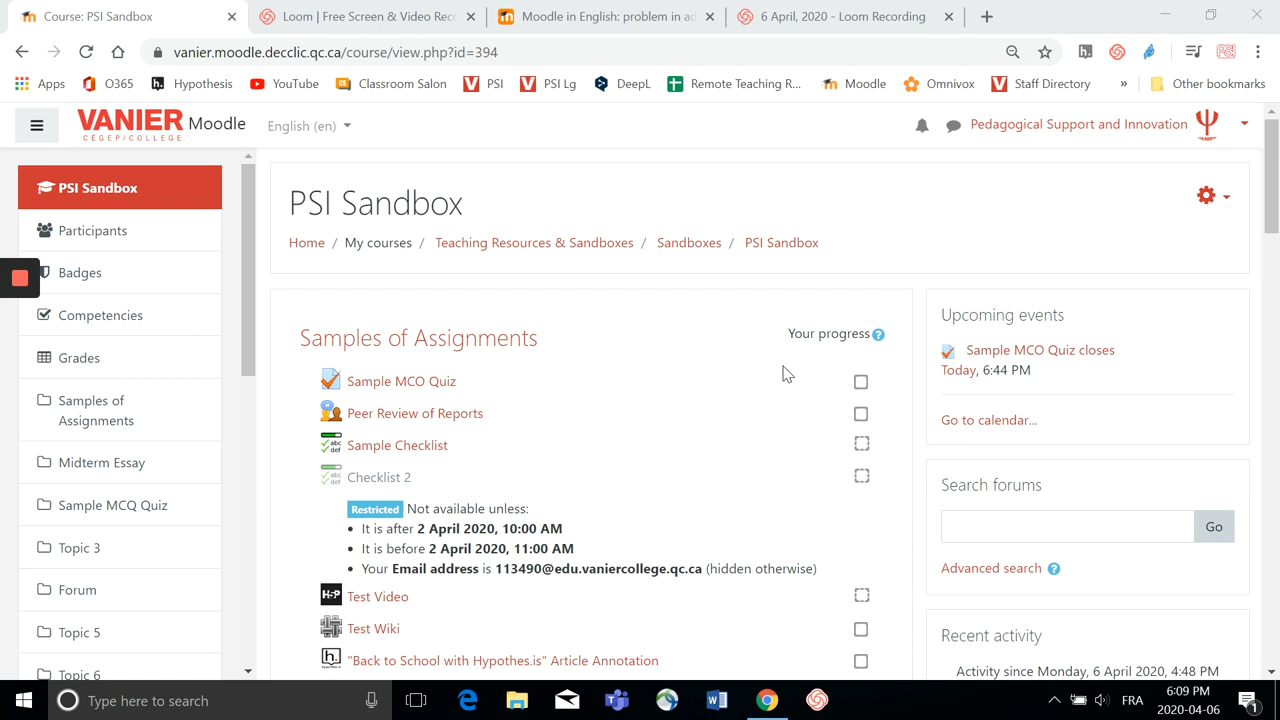 Course: PSI Sandbox
Loom | Free Screen & Video Rec
Moodle in English: problem in ad
6 April, 2020 - Loom Recording
vanier.moodle.decclic.qc.ca/course/view.php?id=394
Apps
O365
Hypothesis
YouTube
Classroom Salon
PSI
PSI Lg
DeepL
Remote Teaching R...
Moodle
Omnivox
Staff Directory
»
Other bookmarks
VANIER Moodle
CÉGEP/COLLEGE
English (en)
Pedagogical Support and Innovation
PSI Sandbox
Participants
Badges
Competencies
Grades
Samples of
Assignments
Midterm Essay
Sample MCQ Quiz
Topic 3
Forum
Topic 5
Topic 6
PSI Sandbox
Home / My courses / Teaching Resources & Sandboxes / Sandboxes / PSI Sandbox
Samples of Assignments
Your progress
Sample MCO Quiz
Peer Review of Reports
Sample Checklist
Checklist 2
Restricted Not available unless:
• It is after 2 April 2020, 10:00 AM
• It is before 2 April 2020, 11:00 AM
• Your Email address is 113490@edu.vaniercollege.qc.ca (hidden otherwise)
H5P Test Video
Test Wiki
h. "Back to School with Hypothes.is" Article Annotation
Upcoming events
Sample MCO Quiz closes
Today, 6:44 PM
Go to calendar...
Search forums
Go
Advanced search
Recent activity
Activity since Monday, 6 April 2020, 4:48 PM
Type here to search
FRA
6:09 PM
2020-04-06
1